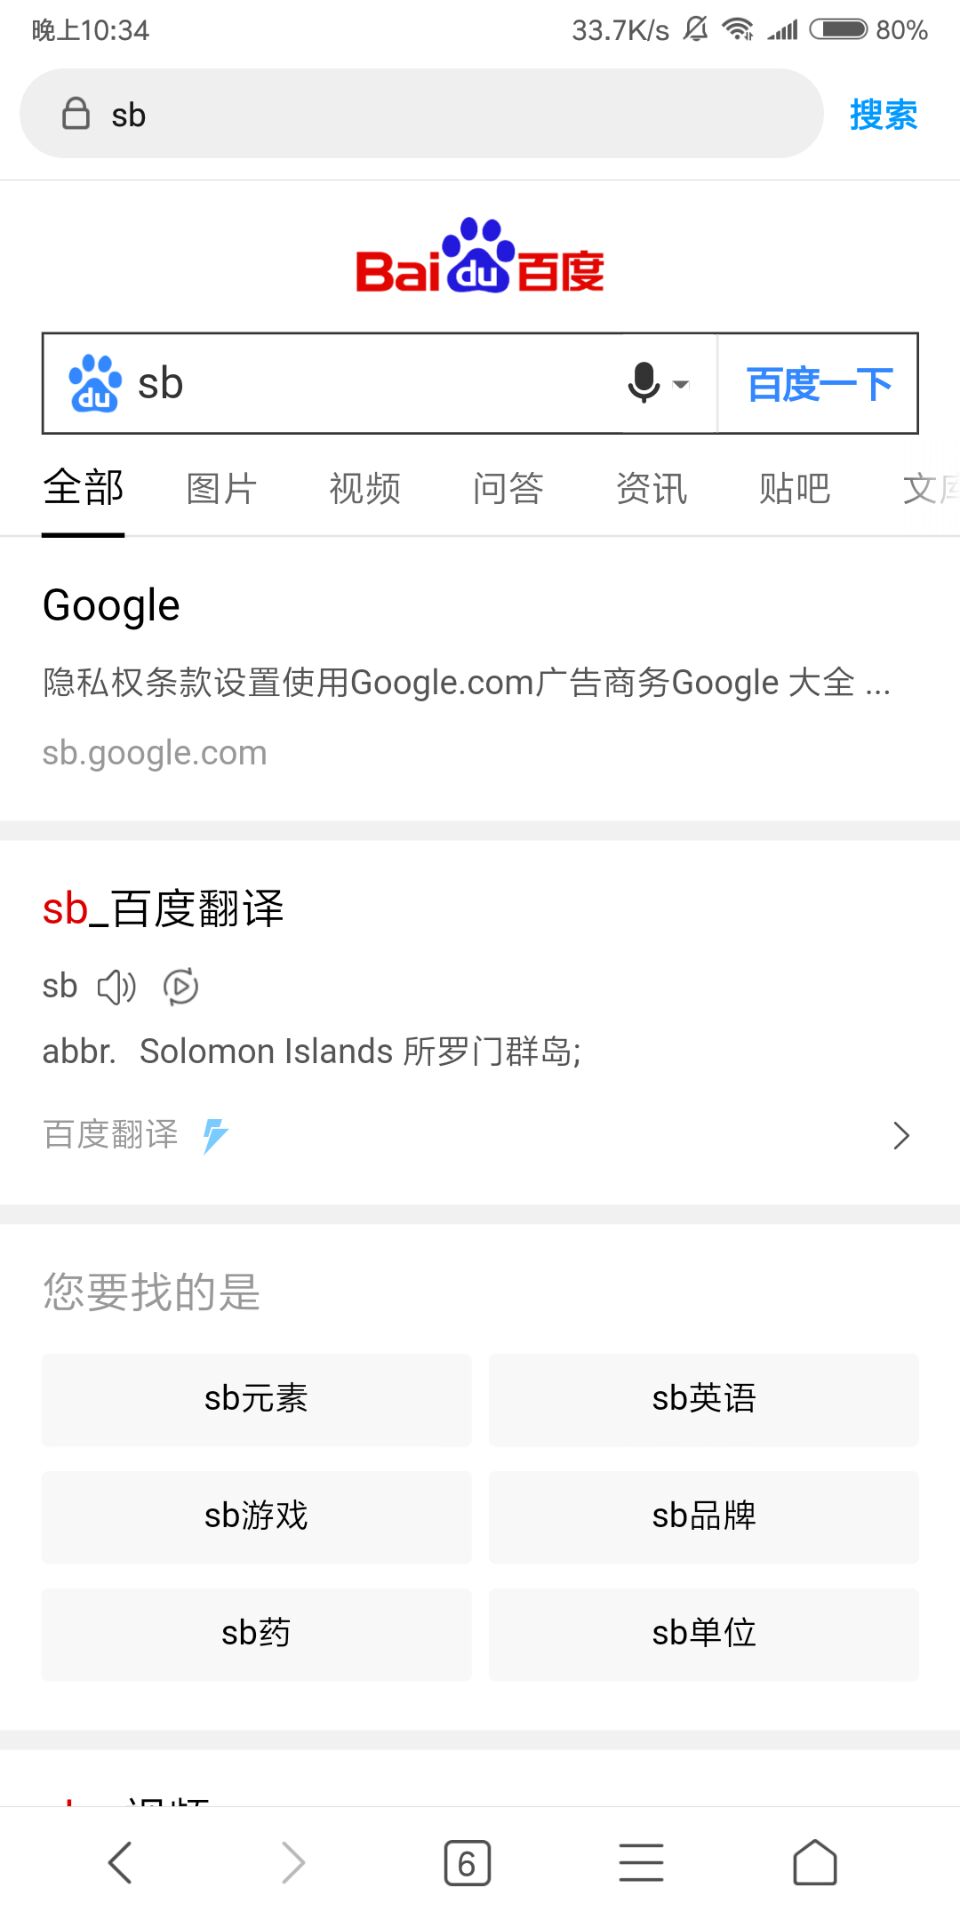 晚上10:34
33.7K/s
80%
sb
搜索
Bai du 百度
du sb
百度一下
全部 图片 视频 问答 资讯 贴吧 文库
Google
隐私权条款设置使用Google.com广告商务Google 大全 ...
sb.google.com
sb_百度翻译
sb
abbr. Solomon Islands 所罗门群岛;
百度翻译
您要找的是
sb元素
sb英语
sb游戏
sb品牌
sb药
sb单位
6